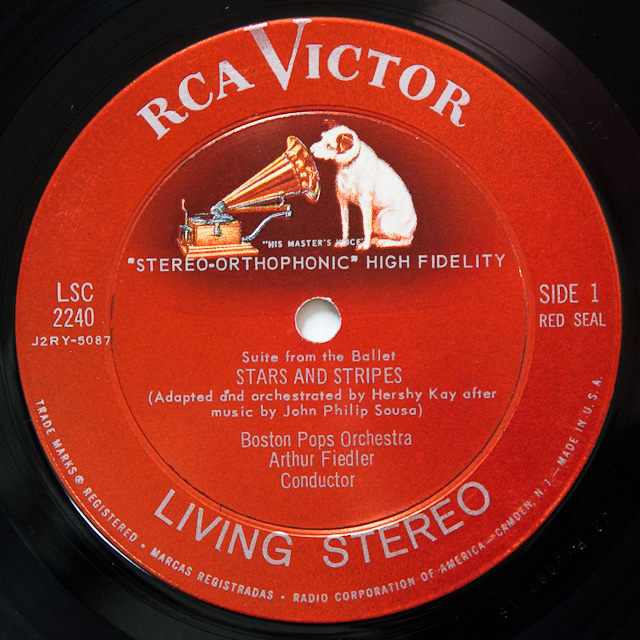 RCA VICTOR
"HIS MASTER'S VOICE"
"STEREO-ORTHOPHONIC" HIGH FIDELITY
LSC
2240
J2RY-5087
SIDE 1
RED SEAL
Suite from the Ballet
STARS AND STRIPES
(Adapted and orchestrated by Hershy Kay after
music by John Philip Sousa)
Boston Pops Orchestra
Arthur Fiedler
Conductor
LIVING STEREO
TRADE MARKS® REGISTERED • MARCAS REGISTRADAS • RADIO CORPORATION OF AMERICA—CAMDEN, N.J.—MADE IN U.S.A.